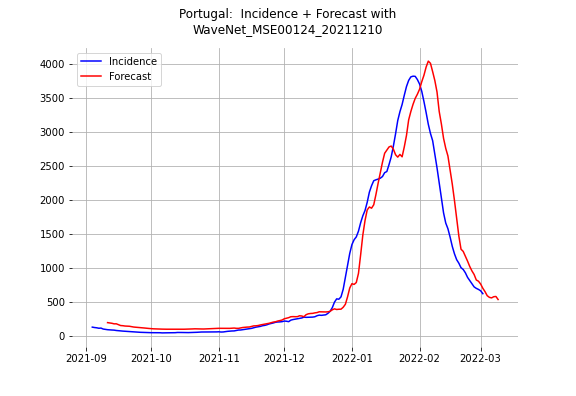 Portugal:  Incidence + Forecast with
WaveNet_MSE00124_20211210
Incidence
Forecast
4000
3500
3000
2500
2000
1500
1000
500
0
2021-09 2021-10 2021-11 2021-12 2022-01 2022-02 2022-03